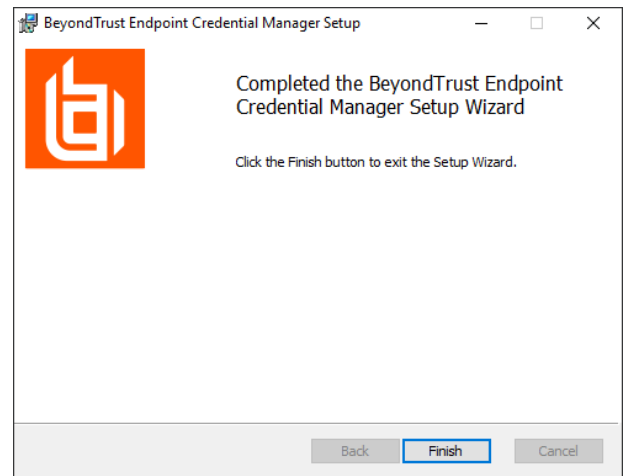 BeyondTrust Endpoint Credential Manager Setup
Completed the BeyondTrust Endpoint
Credential Manager Setup Wizard
Click the Finish button to exit the Setup Wizard.
Back Finish Cancel